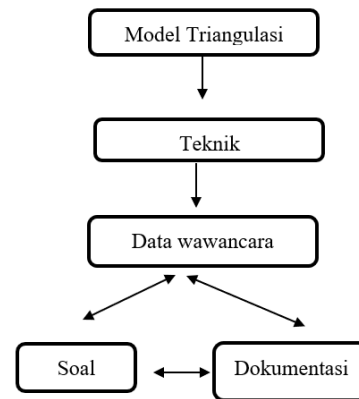 Model Triangulasi
Teknik
Data wawancara
Soal
Dokumentasi